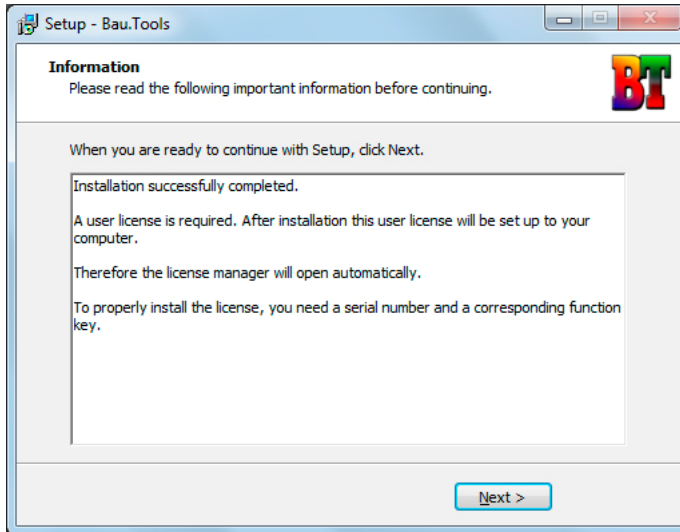 Setup - Bau.Tools
Information
Please read the following important information before continuing.
BT
When you are ready to continue with Setup, click Next.
Installation successfully completed.
A user license is required. After installation this user license will be set up to your
computer.
Therefore the license manager will open automatically.
To properly install the license, you need a serial number and a corresponding function
key.
Next >